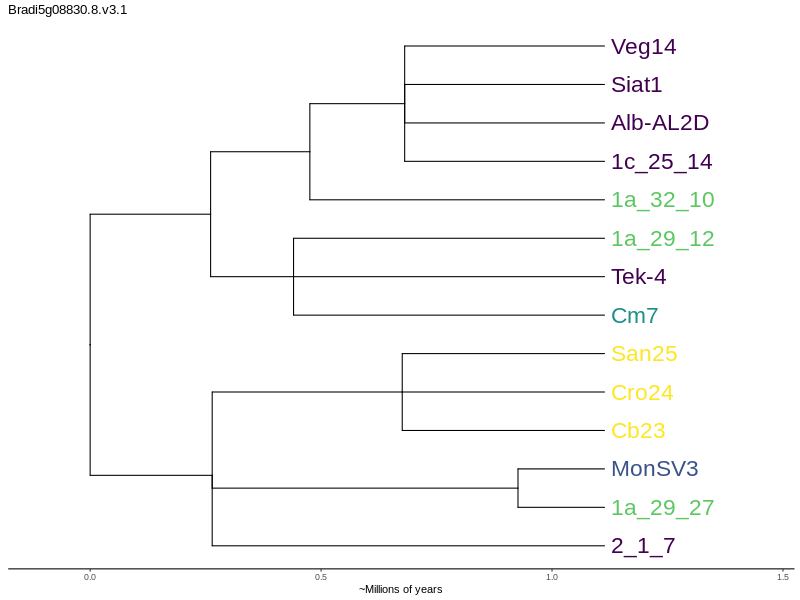 Bradi5g08830.8.v3.1
Veg14
Siat1
Alb-AL2D
1c_25_14
1a_32_10
1a_29_12
Tek-4
Cm7
San25
Cro24
Cb23
MonSV3
1a_29_27
2_1_7
0.0 0.5 1.0 1.5
~Millions of years